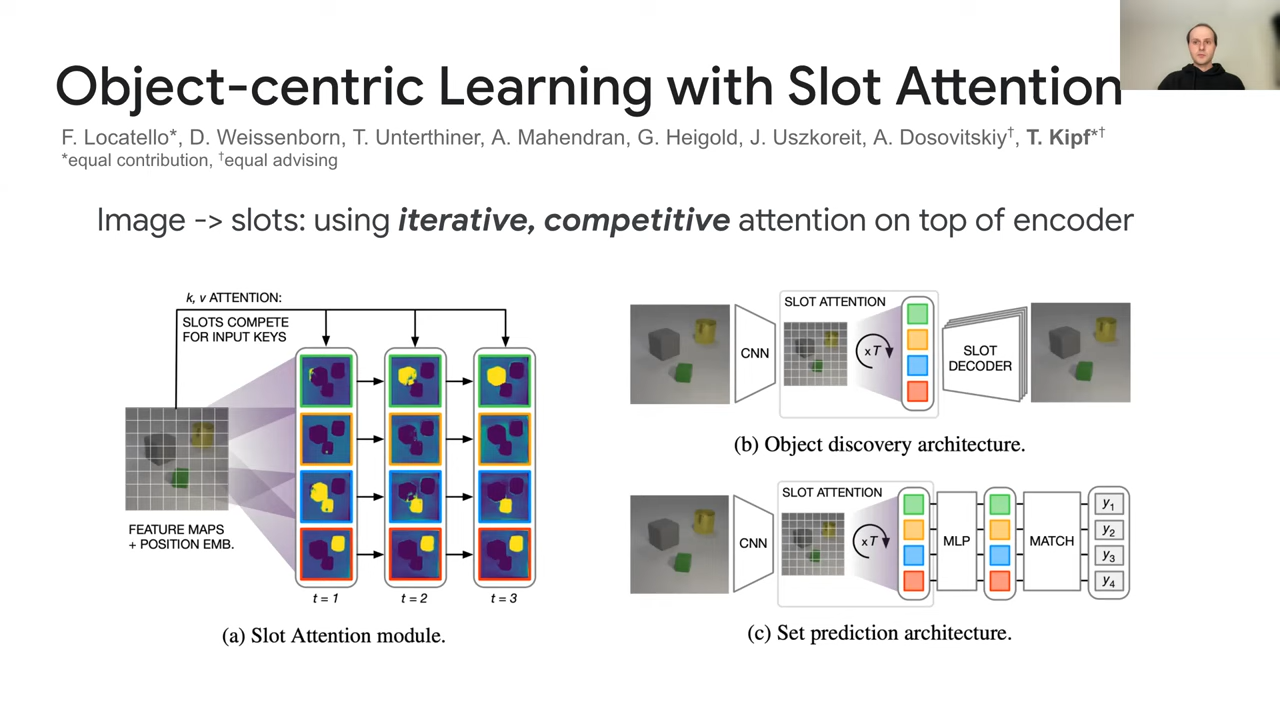 Object-centric Learning with Slot Attention
F. Locatello*, D. Weissenborn, T. Unterthiner, A. Mahendran, G. Heigold, J. Uszkoreit, A. Dosovitskiy†, T. Kipf*†
*equal contribution, †equal advising
Image -> slots: using iterative, competitive attention on top of encoder
k, v ATTENTION:
SLOTS COMPETE
FOR INPUT KEYS
FEATURE MAPS
+ POSITION EMB.
t = 1
t = 2
t = 3
(a) Slot Attention module.
SLOT ATTENTION
CNN
x T
SLOT
DECODER
(b) Object discovery architecture.
SLOT ATTENTION
CNN
x T
MLP
MATCH
y1
y2
y3
y4
(c) Set prediction architecture.